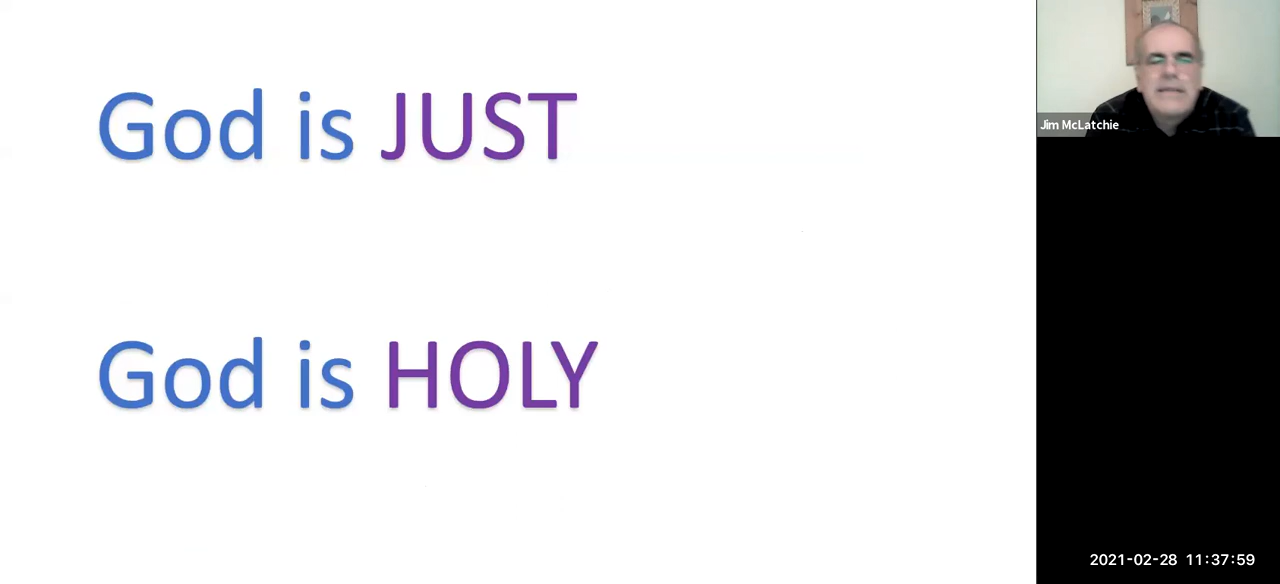 God is JUST
God is HOLY
Jim McLatchie
2021-02-28 11:37:59